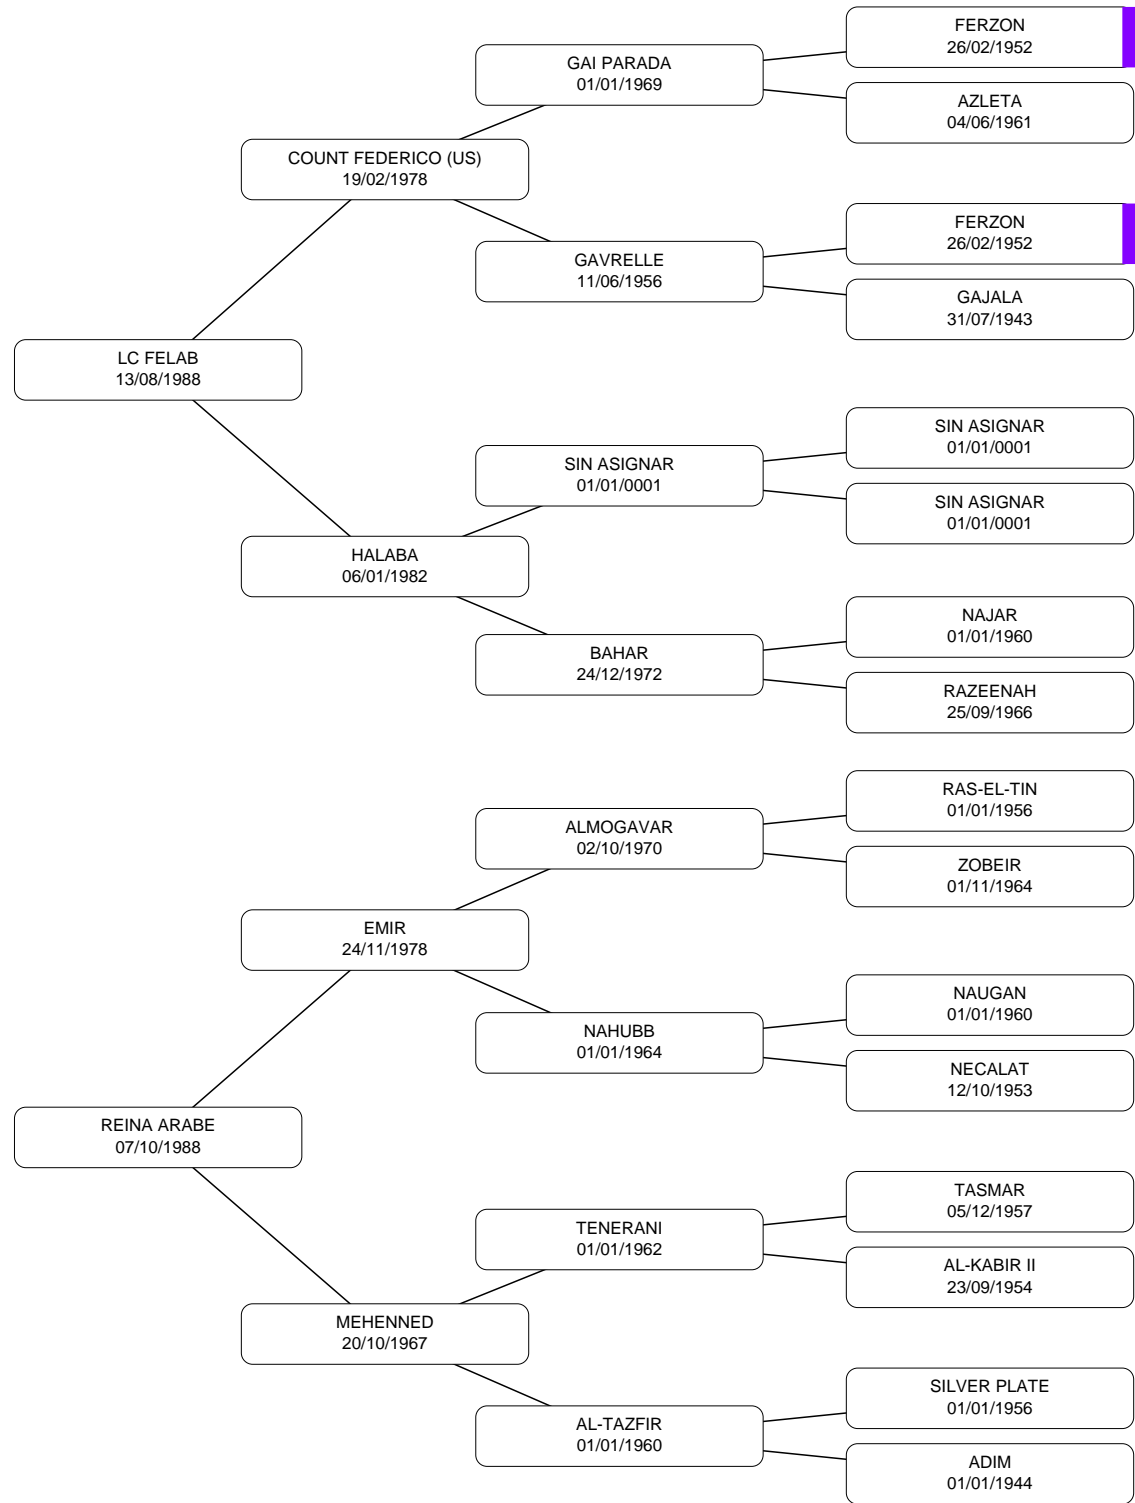 FERZON
26/02/1952
GAI PARADA
01/01/1969
AZLETA
04/06/1961
COUNT FEDERICO (US)
19/02/1978
FERZON
26/02/1952
GAVRELLE
11/06/1956
GAJALA
31/07/1943
LC FELAB
13/08/1988
SIN ASIGNAR
01/01/0001
SIN ASIGNAR
01/01/0001
SIN ASIGNAR
01/01/0001
HALABA
06/01/1982
NAJAR
01/01/1960
BAHAR
24/12/1972
RAZEENAH
25/09/1966
RAS-EL-TIN
01/01/1956
ALMOGAVAR
02/10/1970
ZOBEIR
01/11/1964
EMIR
24/11/1978
NAUGAN
01/01/1960
NAHUBB
01/01/1964
NECALAT
12/10/1953
REINA ARABE
07/10/1988
TASMAR
05/12/1957
TENERANI
01/01/1962
AL-KABIR II
23/09/1954
MEHENNED
20/10/1967
SILVER PLATE
01/01/1956
AL-TAZFIR
01/01/1960
ADIM
01/01/1944